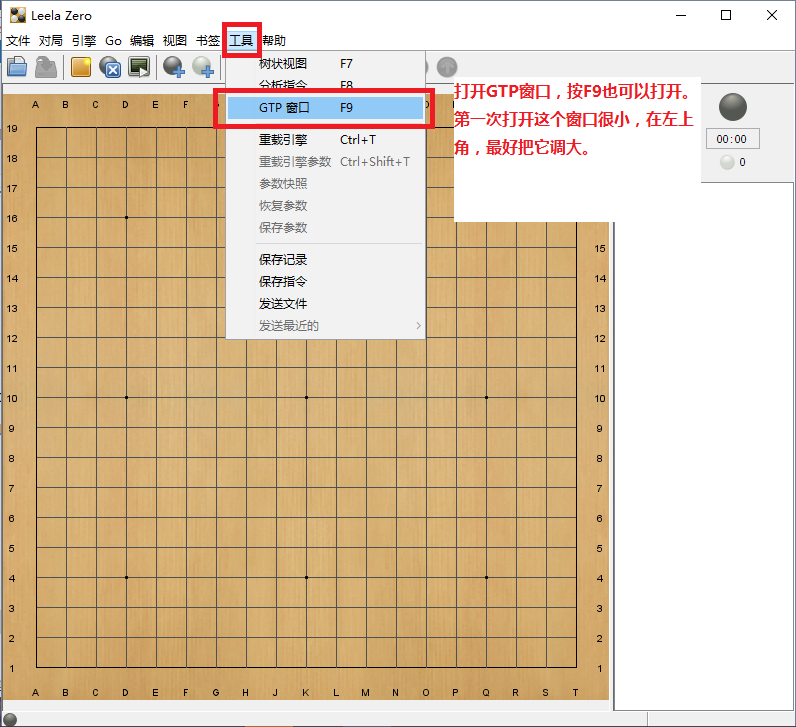 Leela Zero
文件 对局 引擎 Go 编辑 视图 书签 工具 帮助
树状视图 F7
分析指令 F8
GTP 窗口 F9
重载引擎 Ctrl+T
重载引擎参数 Ctrl+Shift+T
参数快照
恢复参数
保存参数
保存记录
保存指令
发送文件
发送最近的
打开GTP窗口，按F9也可以打开。
第一次打开这个窗口很小，在左上
角，最好把它调大。
00:00
0
A B C D E F
19
18
17
16
15 15
14 14
13 13
12 12
11 11
10 10
9 9
8 8
7 7
6 6
5 5
4 4
3 3
2 2
1 1
A B C D E F G H J K L M N O P Q R S T